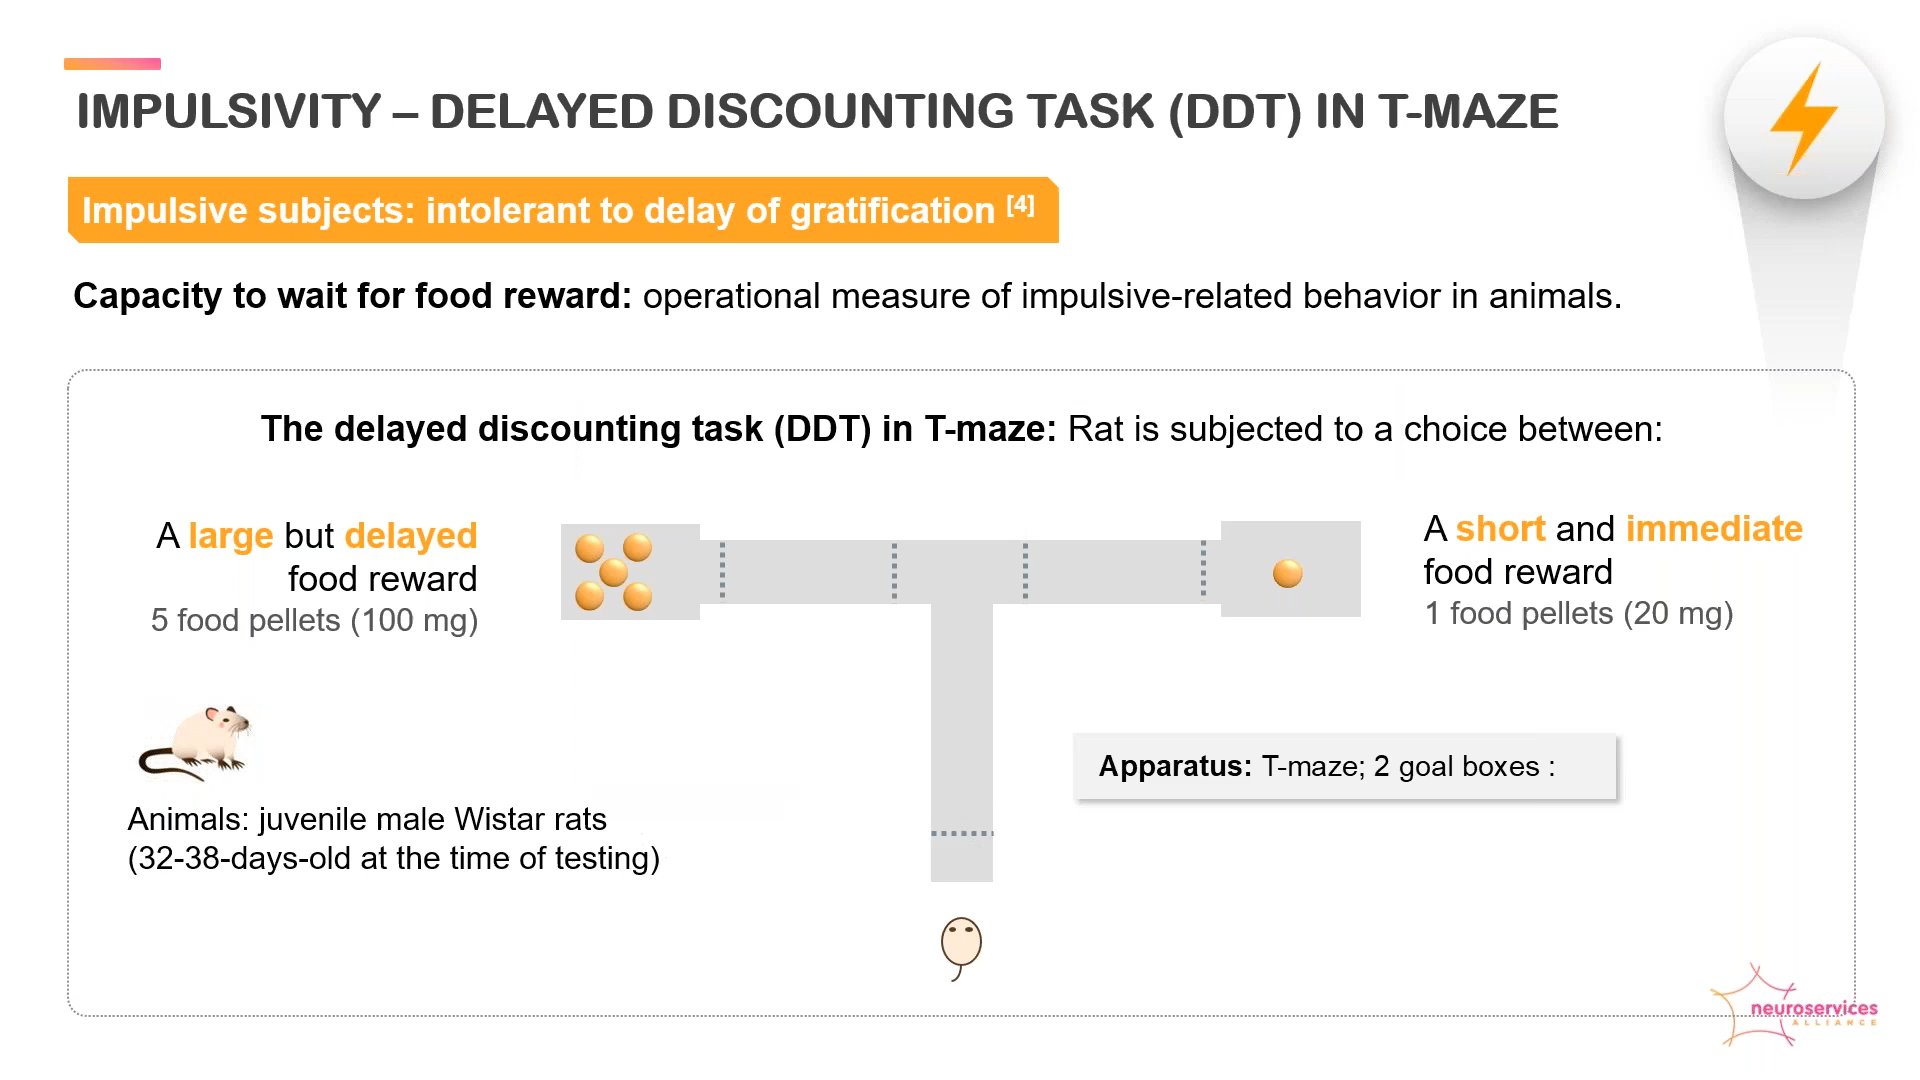 IMPULSIVITY – DELAYED DISCOUNTING TASK (DDT) IN T-MAZE
Impulsive subjects: intolerant to delay of gratification [4]
Capacity to wait for food reward: operational measure of impulsive-related behavior in animals.
The delayed discounting task (DDT) in T-maze: Rat is subjected to a choice between:
A large but delayed
food reward
5 food pellets (100 mg)
A short and immediate
food reward
1 food pellets (20 mg)
Apparatus: T-maze; 2 goal boxes :
Animals: juvenile male Wistar rats
(32-38-days-old at the time of testing)
neuroservices
ALLIANCE